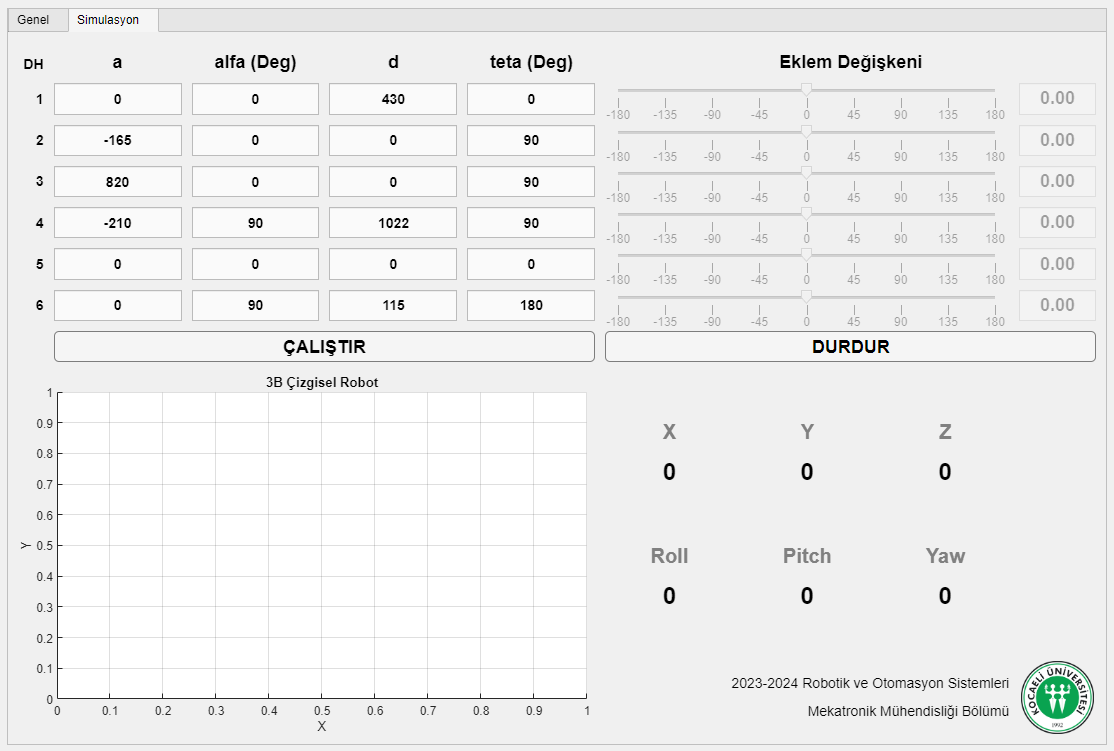 Genel Simulasyon
DH a alfa (Deg) d teta (Deg) Eklem Değişkeni
1 0 0 430 0 0.00
-180 -135 -90 -45 0 45 90 135 180
2 -165 0 0 90 0.00
-180 -135 -90 -45 0 45 90 135 180
3 820 0 0 90 0.00
-180 -135 -90 -45 0 45 90 135 180
4 -210 90 1022 90 0.00
-180 -135 -90 -45 0 45 90 135 180
5 0 0 0 0 0.00
-180 -135 -90 -45 0 45 90 135 180
6 0 90 115 180 0.00
-180 -135 -90 -45 0 45 90 135 180
ÇALIŞTIR DURDUR
3B Çizgisel Robot
1
0.9
0.8
0.7
0.6
0.5
0.4
0.3
0.2
0.1
0
Y
0 0.1 0.2 0.3 0.4 0.5 0.6 0.7 0.8 0.9 1
X
X Y Z
0 0 0
Roll Pitch Yaw
0 0 0
2023-2024 Robotik ve Otomasyon Sistemleri
Mekatronik Mühendisliği Bölümü
KOCAELİ ÜNİVERSİTESİ
1992